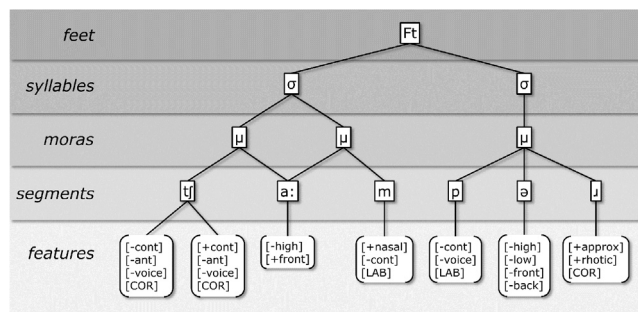 feet Ft
syllables σ σ
moras μ μ μ
segments tʃ aː m p ə ɹ
features
[-cont] [+cont] [-high] [+nasal] [-cont] [-high] [+approx]
[-ant] [-ant] [+front] [-cont] [-voice] [-low] [+rhotic]
[-voice] [-voice] [LAB] [LAB] [-front] [COR]
[COR] [COR] [-back]